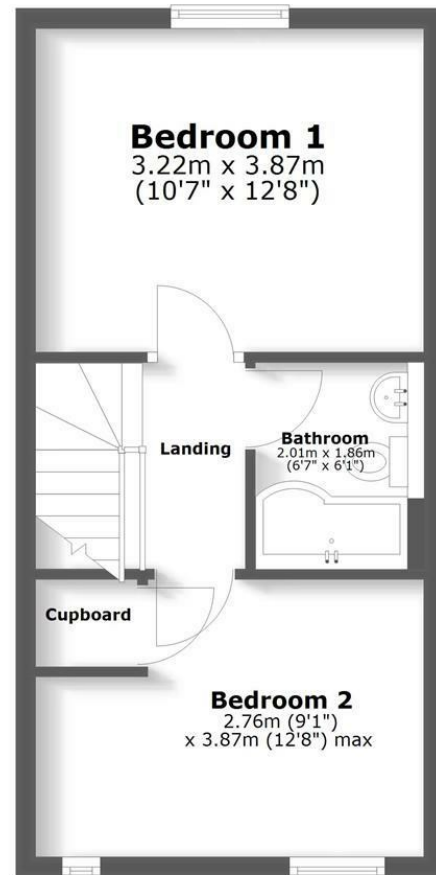 Bedroom 1
3.22m x 3.87m
(10'7" x 12'8")
Landing
Bathroom
2.01m x 1.86m
(6'7" x 6'1")
Cupboard
Bedroom 2
2.76m (9'1")
x 3.87m (12'8") max